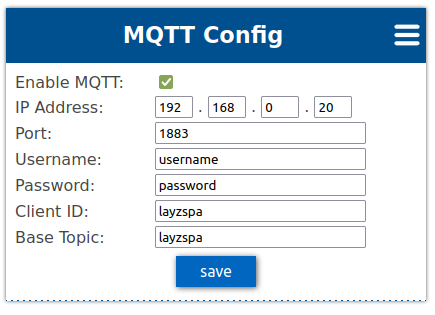 MQTT Config
Enable MQTT:
IP Address: 192 . 168 . 0 . 20
Port: 1883
Username: username
Password: password
Client ID: layzspa
Base Topic: layzspa
save